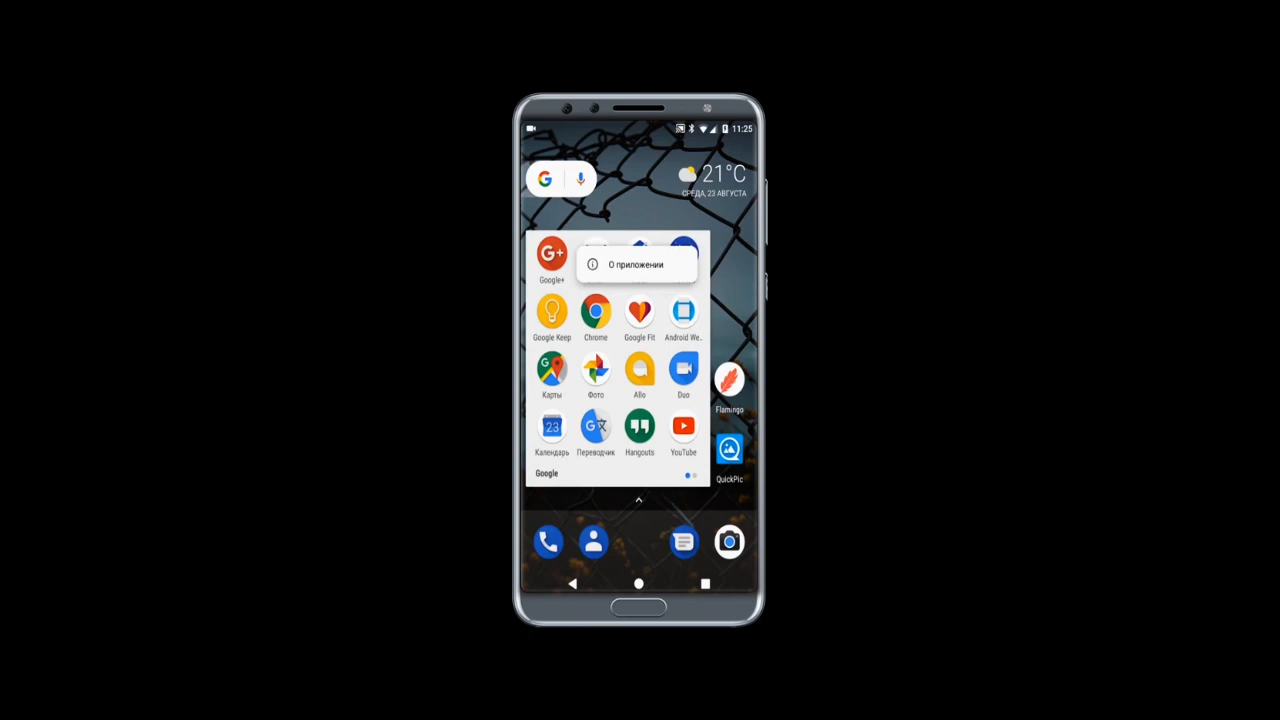 11:25
21°C
СРЕДА, 23 АВГУСТА
О приложении
Google+
Google Keep
Chrome
Google Fit
Android We..
Карты
Фото
Allo
Duo
Flamingo
23
Календарь
Переводчик
Hangouts
YouTube
Google
QuickPic